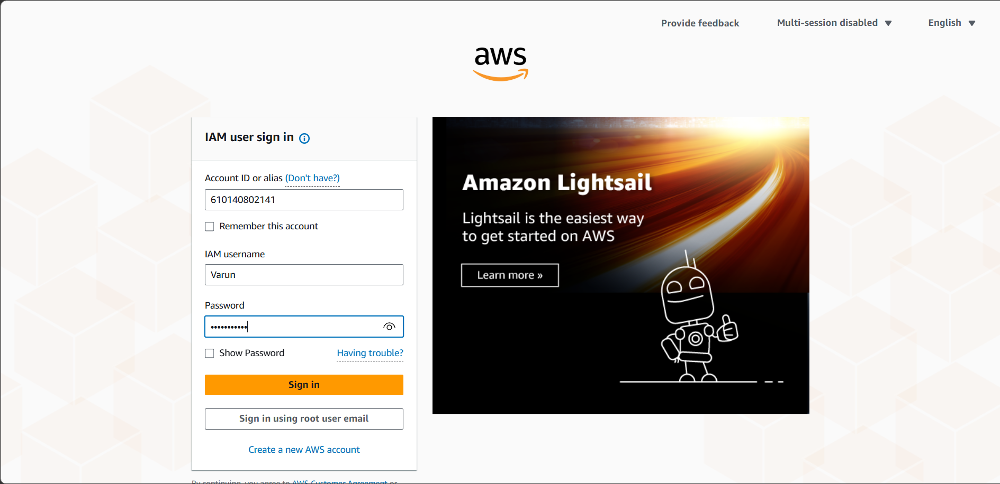 Provide feedback
Multi-session disabled
English
aws
IAM user sign in
Account ID or alias (Don't have?)
610140802141
Remember this account
IAM username
Varun
Password
•••••••••••
Show Password
Having trouble?
Sign in
Sign in using root user email
Create a new AWS account
By continuing, you agree to AWS Customer Agreement or
Amazon Lightsail
Lightsail is the easiest way
to get started on AWS
Learn more »